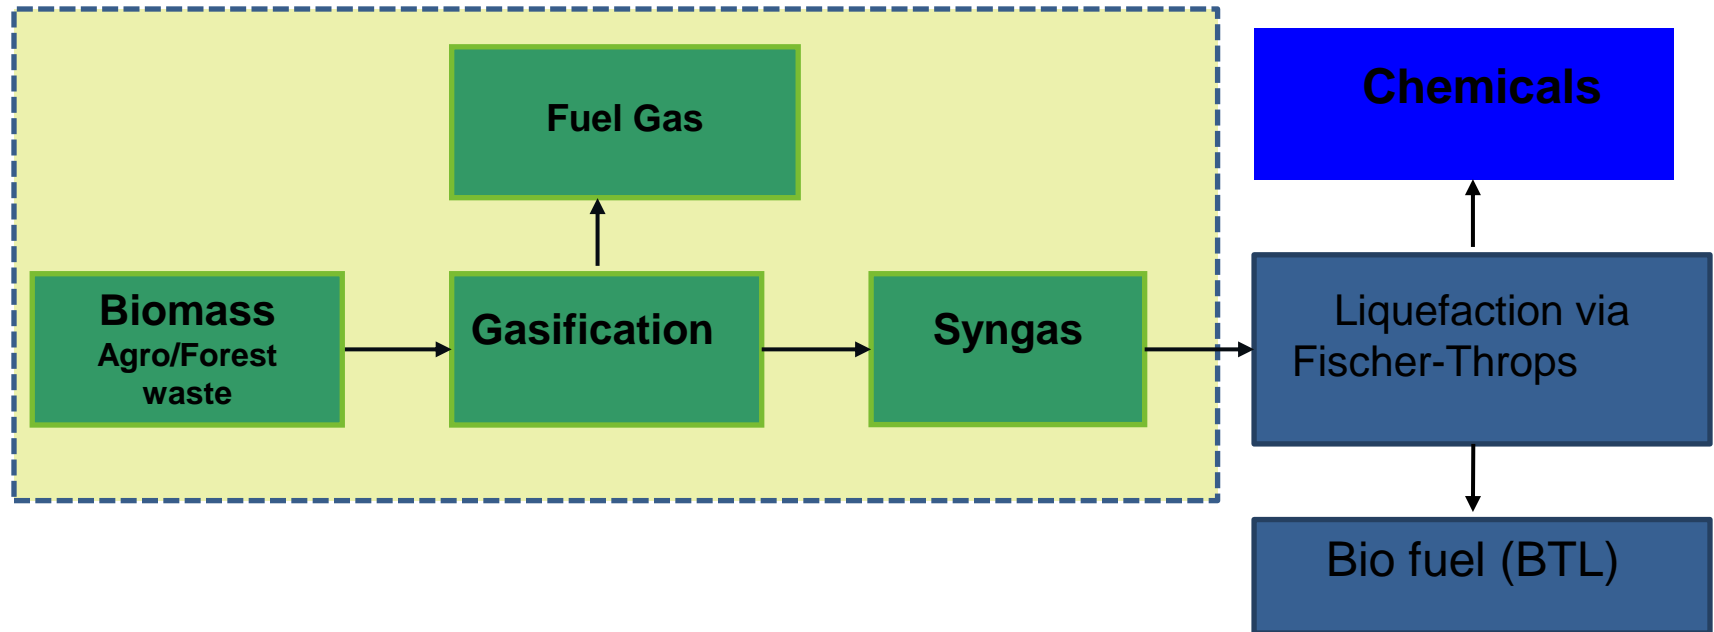 Fuel Gas
Chemicals
Biomass
Agro/Forest
waste
Gasification
Syngas
Liquefaction via
Fischer-Throps
Bio fuel (BTL)